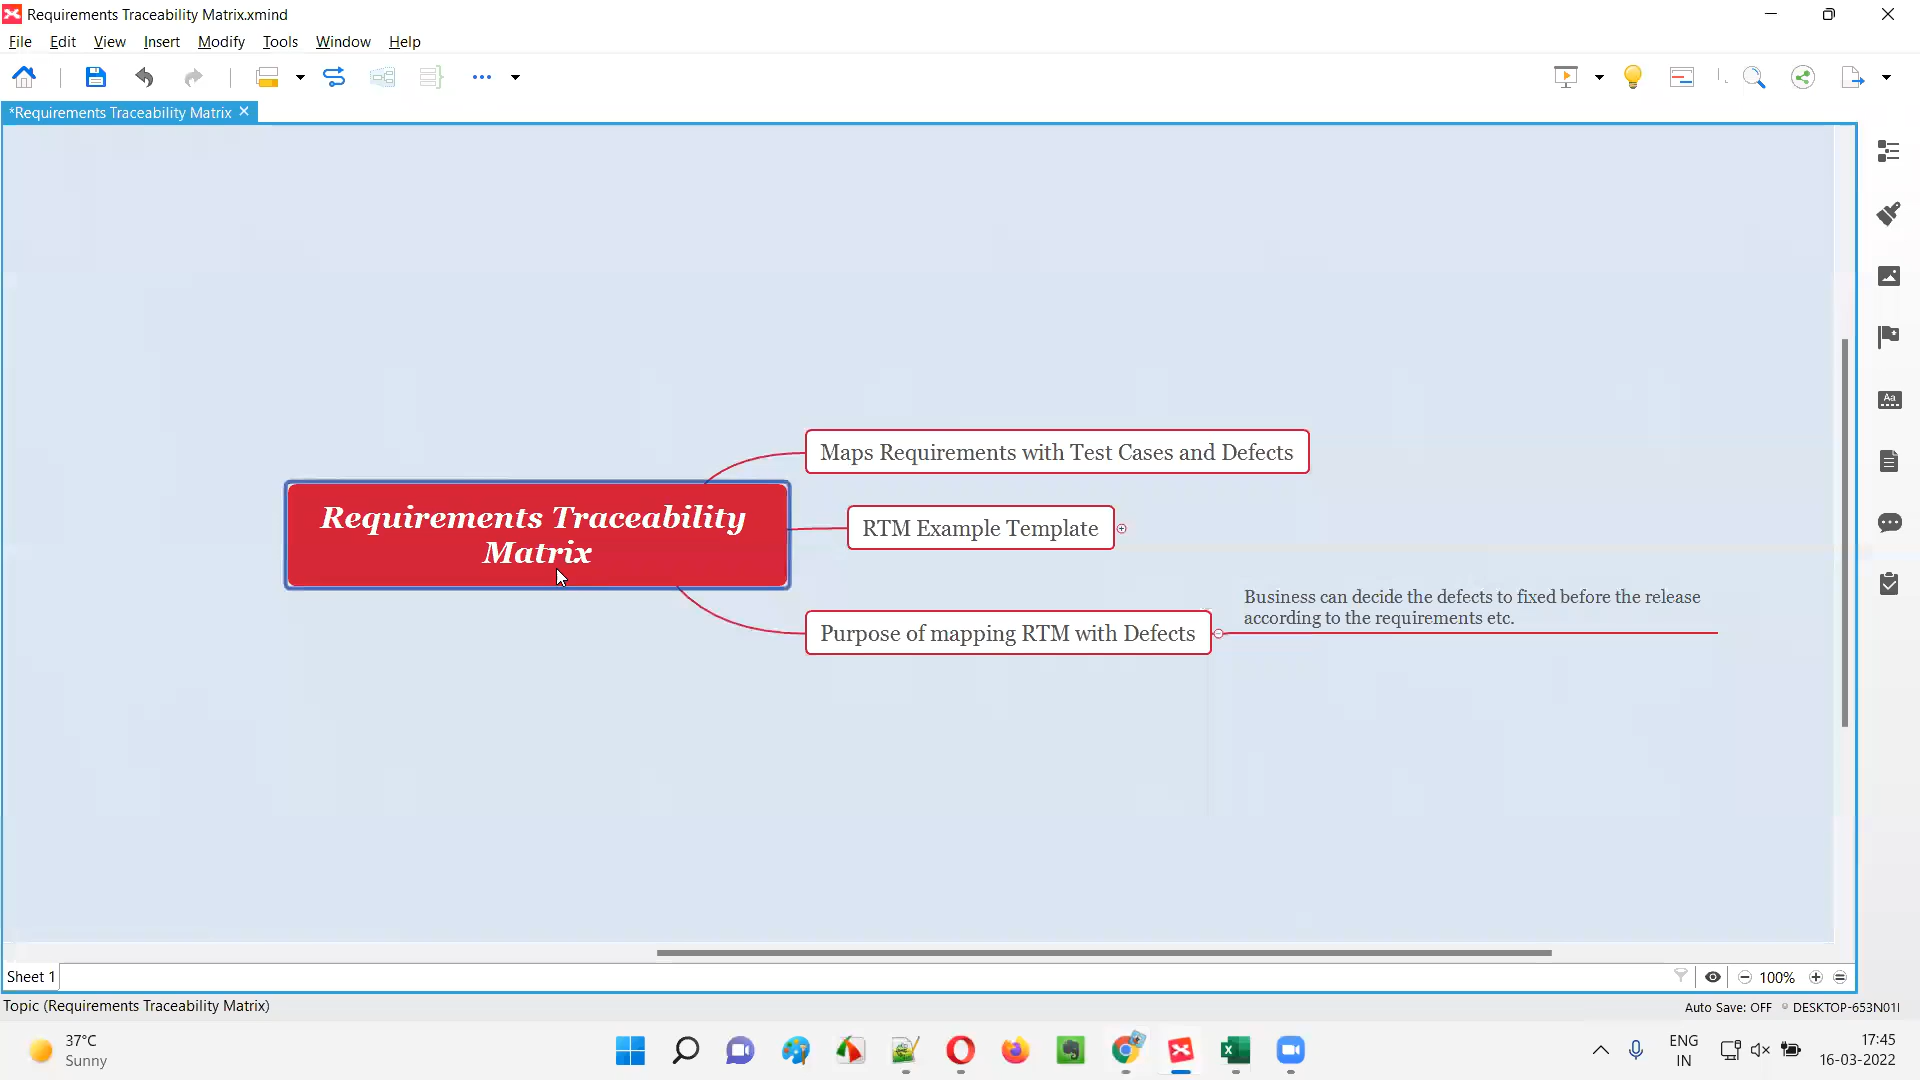 Requirements Traceability Matrix.xmind
File Edit View Insert Modify Tools Window Help
*Requirements Traceability Matrix
Maps Requirements with Test Cases and Defects
Requirements Traceability
Matrix
RTM Example Template
Business can decide the defects to fixed before the release
according to the requirements etc.
Purpose of mapping RTM with Defects
Aa
Sheet 1
100%
Topic (Requirements Traceability Matrix)
Auto Save: OFF
DESKTOP-653N01I
37°C
Sunny
ENG
IN
17:45
16-03-2022